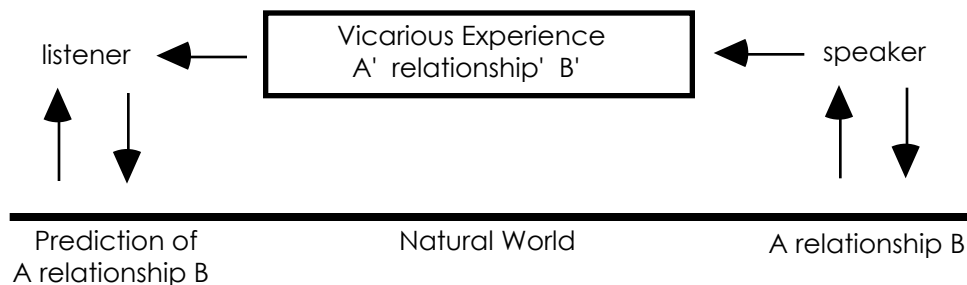 Vicarious Experience
A' relationship' B'
listener
speaker
Prediction of
A relationship B
Natural World
A relationship B